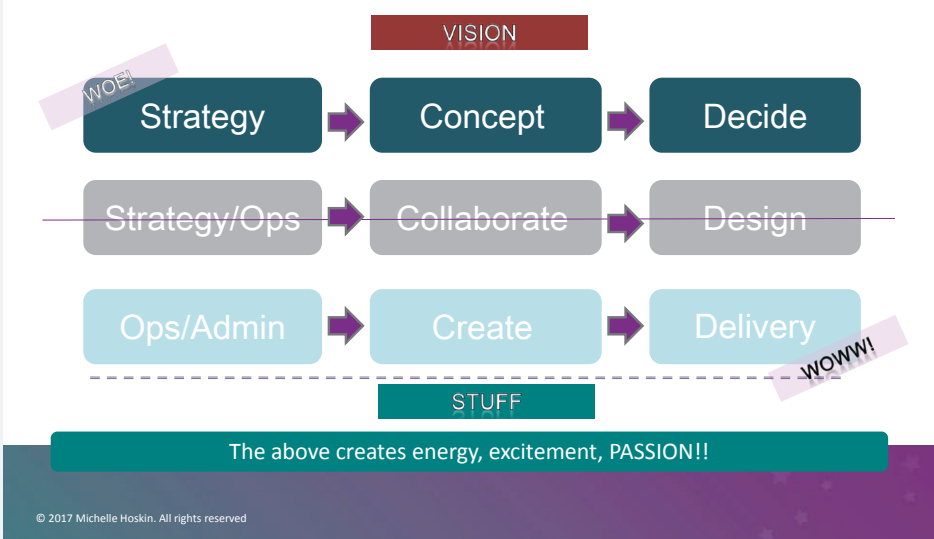 VISION
WOE!
Strategy
Concept
Decide
Strategy/Ops
Collaborate
Design
Ops/Admin
Create
Delivery
WOWW!
STUFF
The above creates energy, excitement, PASSION!!
© 2017 Michelle Hoskin. All rights reserved